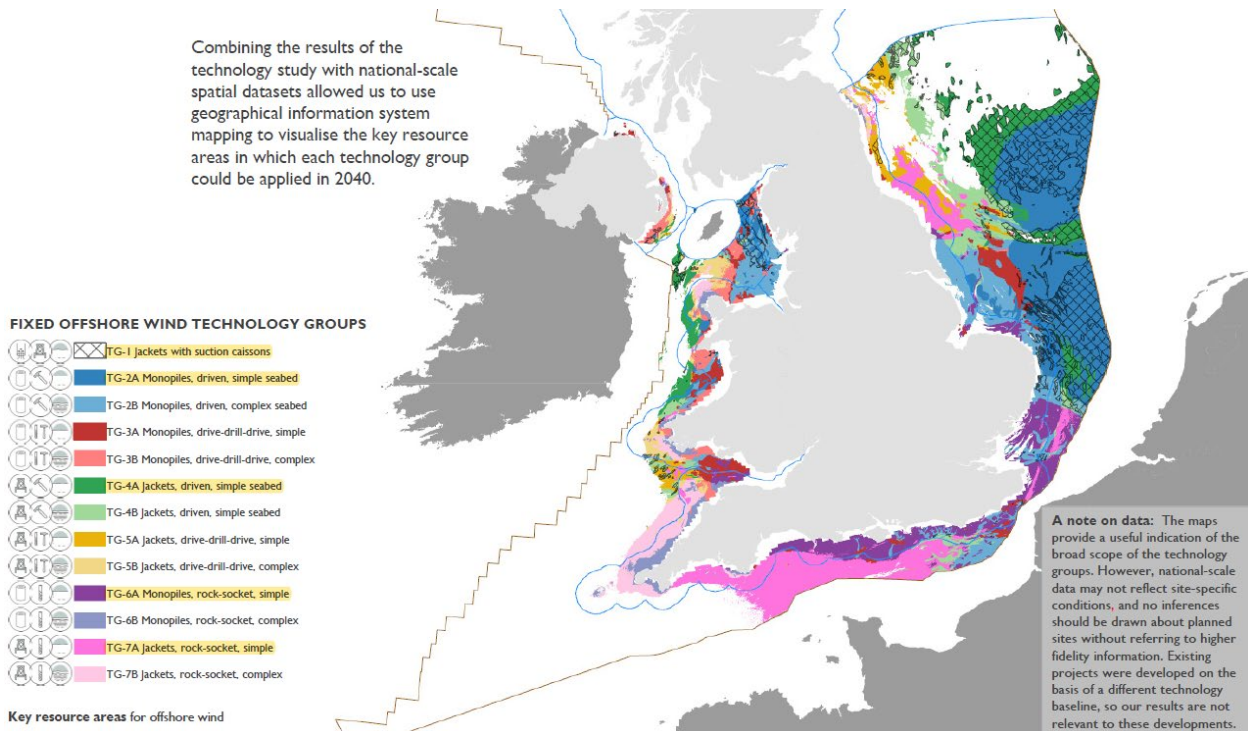 Combining the results of the
technology study with national-scale
spatial datasets allowed us to use
geographical information system
mapping to visualise the key resource
areas in which each technology group
could be applied in 2040.
FIXED OFFSHORE WIND TECHNOLOGY GROUPS
TG-1 Jackets with suction caissons
TG-2A Monopiles, driven, simple seabed
TG-2B Monopiles, driven, complex seabed
TG-3A Monopiles, drive-drill-drive, simple
TG-3B Monopiles, drive-drill-drive, complex
TG-4A Jackets, driven, simple seabed
TG-4B Jackets, driven, simple seabed
TG-5A Jackets, drive-drill-drive, simple
TG-5B Jackets, drive-drill-drive, complex
TG-6A Monopiles, rock-socket, simple
TG-6B Monopiles, rock-socket, complex
TG-7A Jackets, rock-socket, simple
TG-7B Jackets, rock-socket, complex
Key resource areas for offshore wind
A note on data: The maps
provide a useful indication of the
broad scope of the technology
groups. However, national-scale
data may not reflect site-specific
conditions, and no inferences
should be drawn about planned
sites without referring to higher
fidelity information. Existing
projects were developed on the
basis of a different technology
baseline, so our results are not
relevant to these developments.